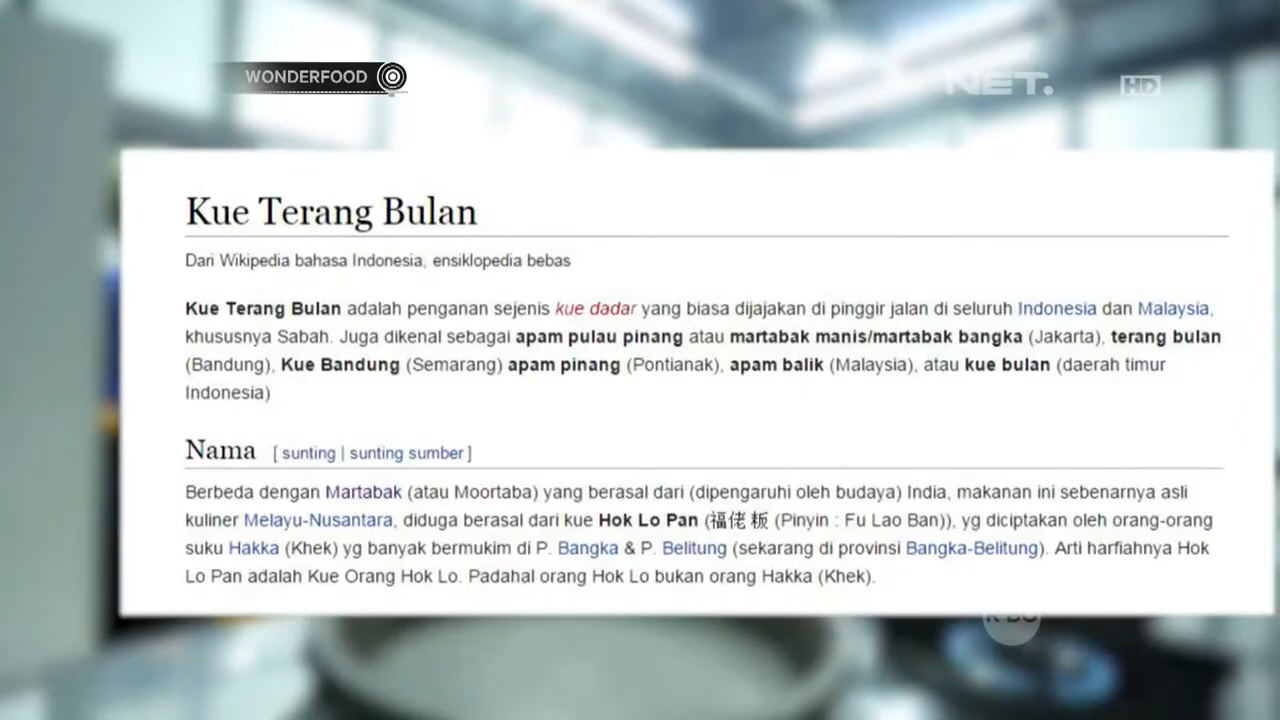 WONDERFOOD
NET.
HD
Kue Terang Bulan
Dari Wikipedia bahasa Indonesia, ensiklopedia bebas
Kue Terang Bulan adalah penganan sejenis kue dadar yang biasa dijajakan di pinggir jalan di seluruh Indonesia dan Malaysia,
khususnya Sabah. Juga dikenal sebagai apam pulau pinang atau martabak manis/martabak bangka (Jakarta), terang bulan
(Bandung), Kue Bandung (Semarang) apam pinang (Pontianak), apam balik (Malaysia), atau kue bulan (daerah timur
Indonesia)
Nama [ sunting | sunting sumber ]
Berbeda dengan Martabak (atau Moortaba) yang berasal dari (dipengaruhi oleh budaya) India, makanan ini sebenarnya asli
kuliner Melayu-Nusantara, diduga berasal dari kue Hok Lo Pan (福佬粄 (Pinyin : Fu Lao Ban)), yg diciptakan oleh orang-orang
suku Hakka (Khek) yg banyak bermukim di P. Bangka & P. Belitung (sekarang di provinsi Bangka-Belitung). Arti harfiahnya Hok
Lo Pan adalah Kue Orang Hok Lo. Padahal orang Hok Lo bukan orang Hakka (Khek).